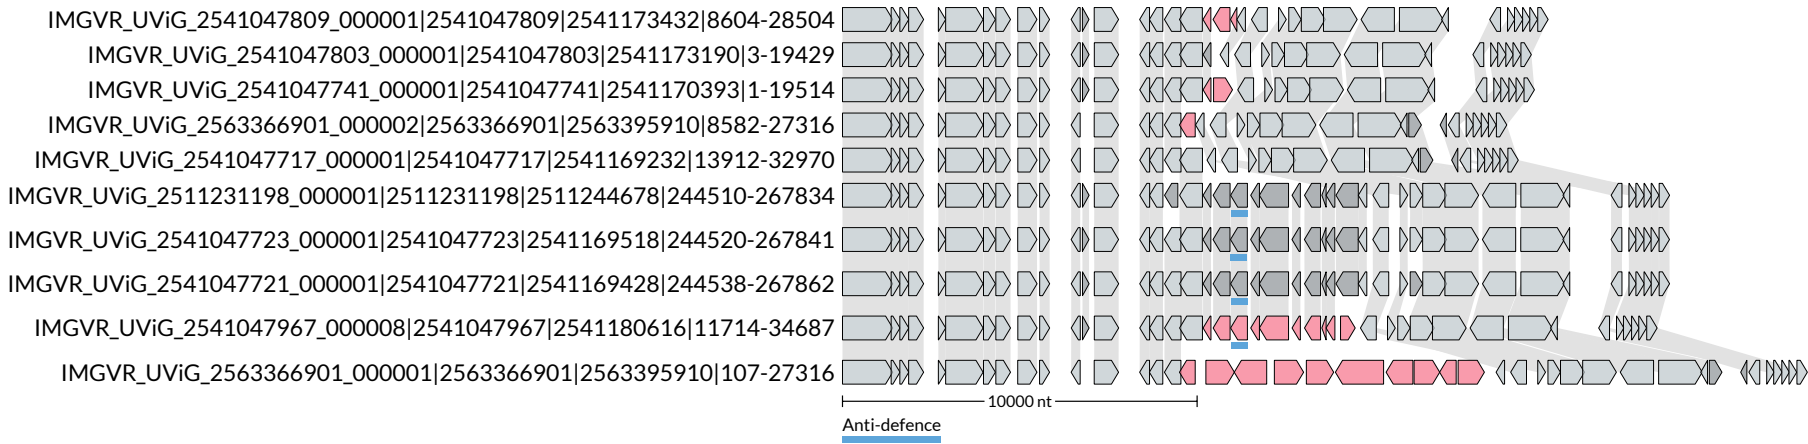 IMGVR_UViG_2541047809_000001|2541047809|2541173432|8604-28504
IMGVR_UViG_2541047803_000001|2541047803|2541173190|3-19429
IMGVR_UViG_2541047741_000001|2541047741|2541170393|1-19514
IMGVR_UViG_2563366901_000002|2563366901|2563395910|8582-27316
IMGVR_UViG_2541047717_000001|2541047717|2541169232|13912-32970
IMGVR_UViG_2511231198_000001|2511231198|2511244678|244510-267834
IMGVR_UViG_2541047723_000001|2541047723|2541169518|244520-267841
IMGVR_UViG_2541047721_000001|2541047721|2541169428|244538-267862
IMGVR_UViG_2541047967_000008|2541047967|2541180616|11714-34687
IMGVR_UViG_2563366901_000001|2563366901|2563395910|107-27316
10000 nt
Anti-defence